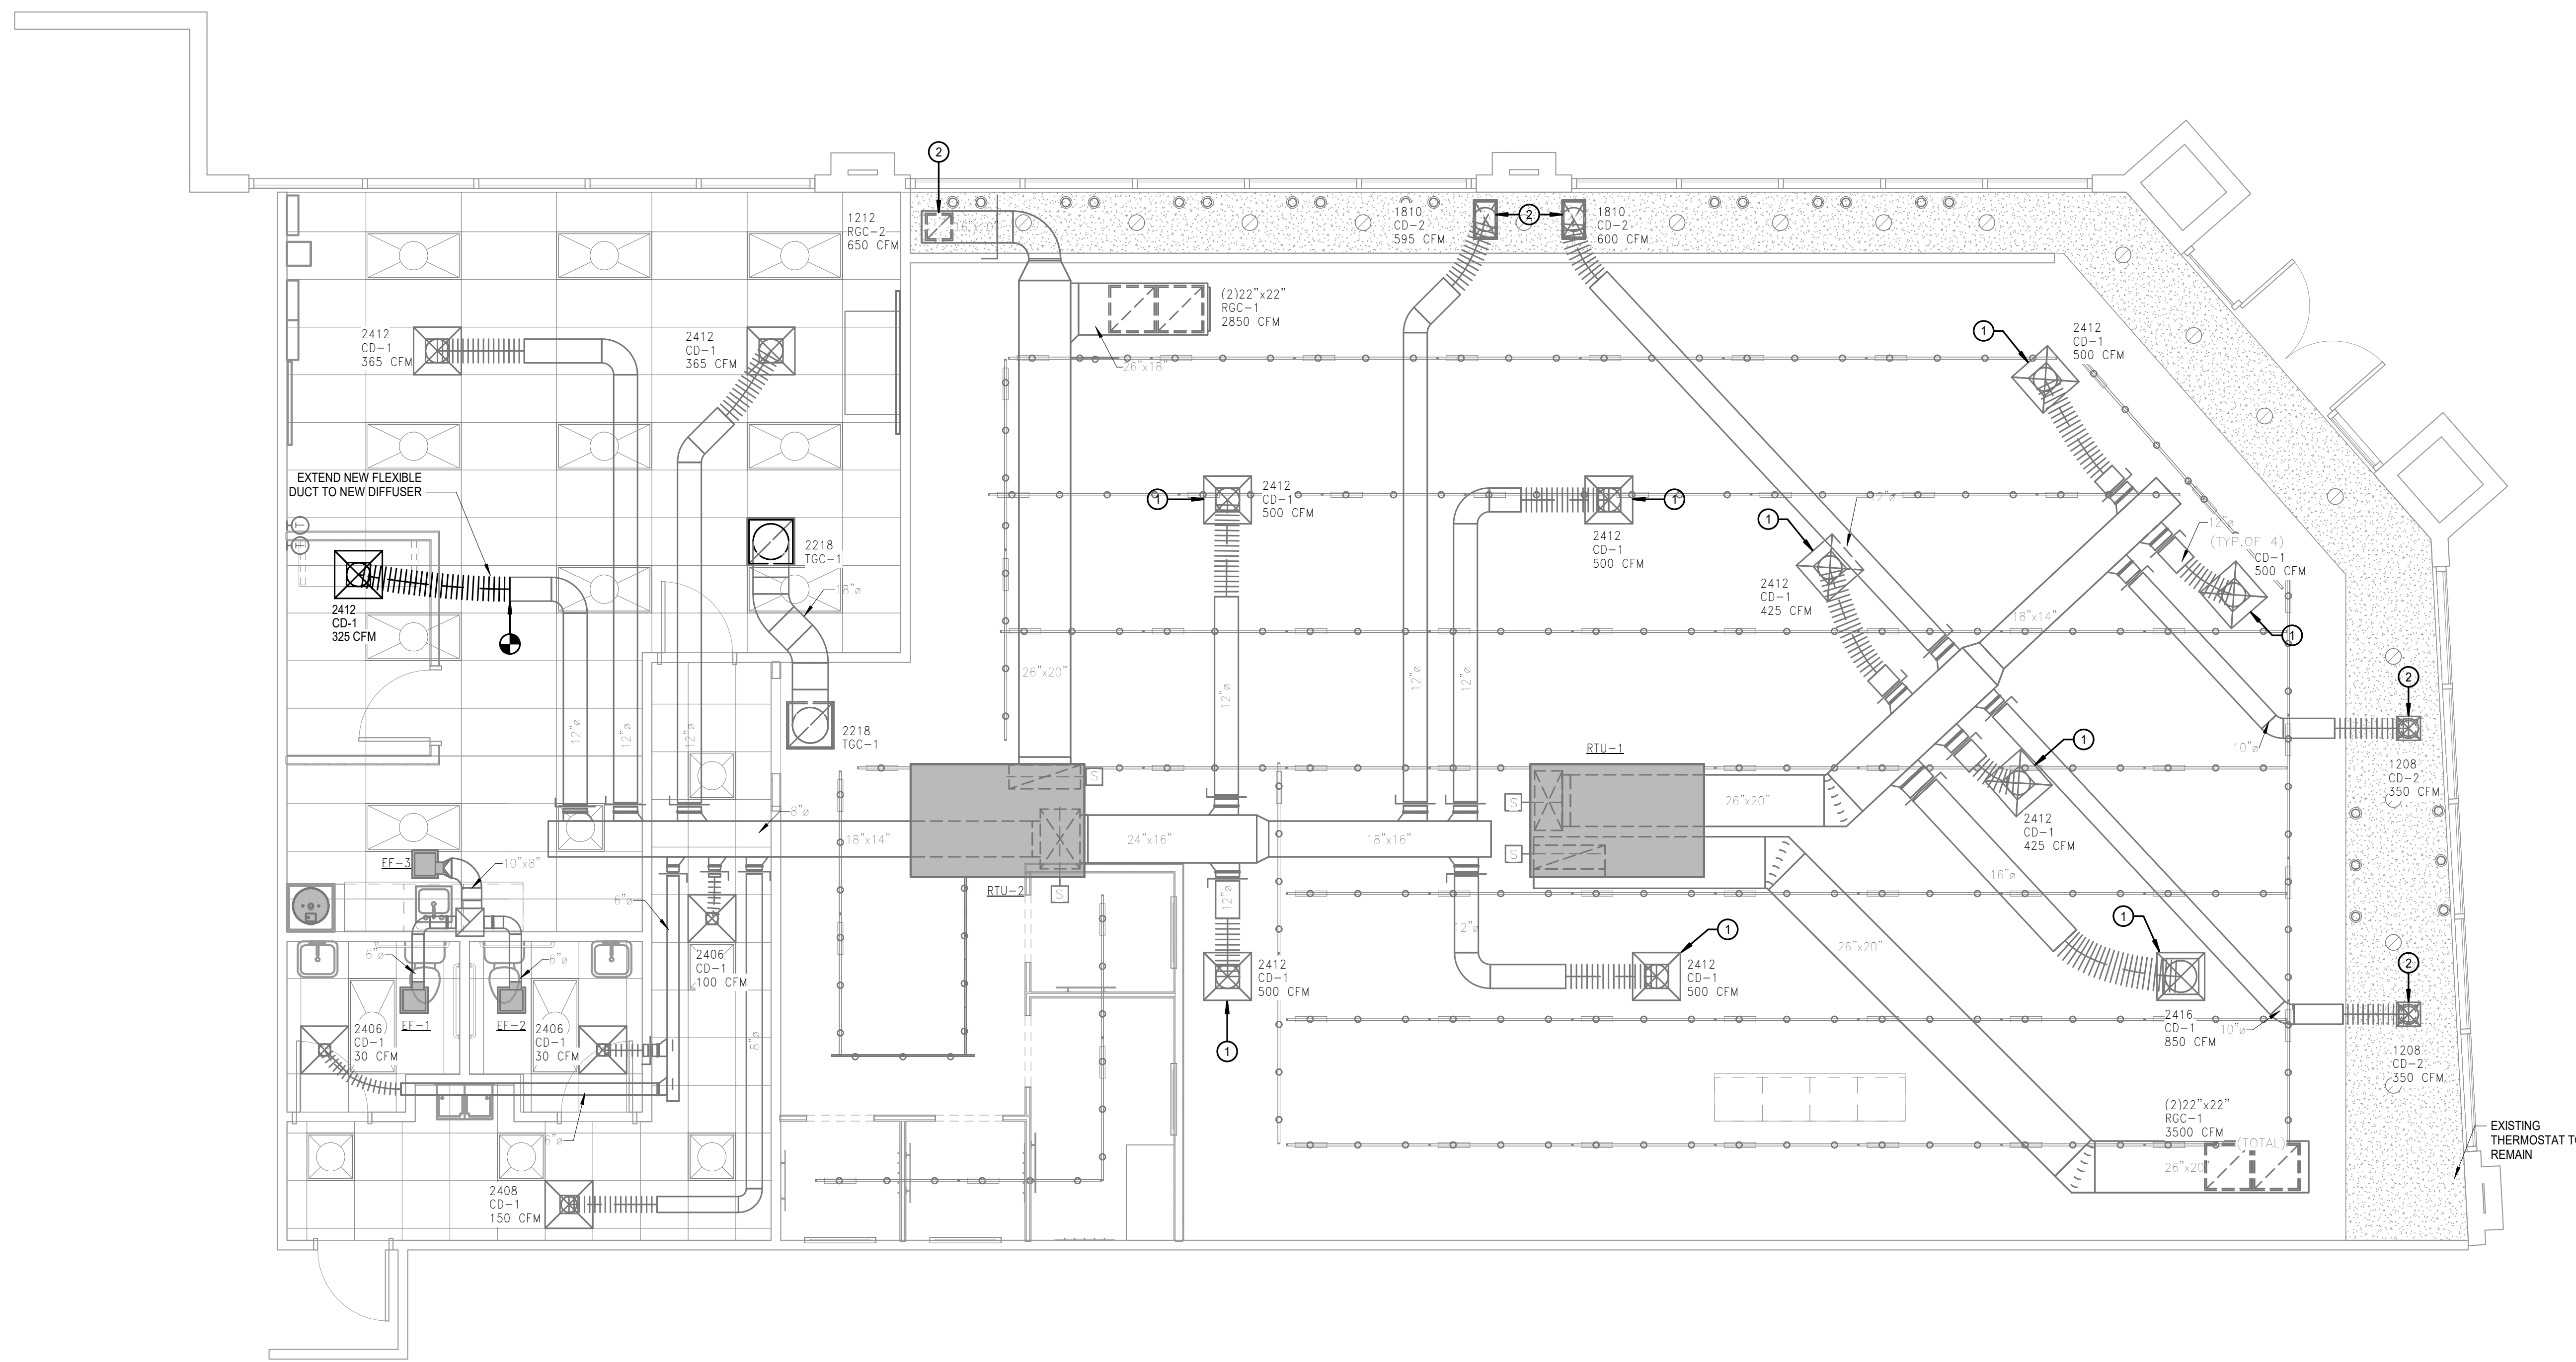 2
1212
RGC-2
650 CFM
1810
CD-2
595 CFM
2
1810
CD-2
600 CFM
(2)22"x22"
RGC-1
2850 CFM
26"x18"
2412
CD-1
365 CFM
2412
CD-1
365 CFM
1
2412
CD-1
500 CFM
EXTEND NEW FLEXIBLE
DUCT TO NEW DIFFUSER
1
2412
CD-1
500 CFM
1
2412
CD-1
500 CFM
1
12"ø
12"ø
(TYP.OF 4)
CD-1
500 CFM
1
T
T
2412
CD-1
325 CFM
2218
TGC-1
18"ø
2412
CD-1
425 CFM
18"x14"
26"x20"
12"ø
12"ø
12"ø
12"ø
12"ø
12"ø
2218
TGC-1
2
10"ø
1208
CD-2
350 CFM
RTU-1
1
S
26"x20"
S
8"ø
18"x14"
24"x16"
18"x16"
2412
CD-1
425 CFM
S
EF-3
10"x8"
RTU-2
S
16"ø
6"ø
12"ø
12"ø
1
1
26"x20"
6"ø
6"ø
2406
CD-1
100 CFM
2412
CD-1
500 CFM
2412
CD-1
500 CFM
2
EF-1
EF-2
2406
CD-1
30 CFM
2406
CD-1
30 CFM
8"ø
1
2416
CD-1
850 CFM
10"ø
1208
CD-2
350 CFM
6"ø
(2)22"x22"
RGC-1
3500 CFM
(TOTAL)
26"x20"
EXISTING
THERMOSTAT TO
REMAIN
2408
CD-1
150 CFM